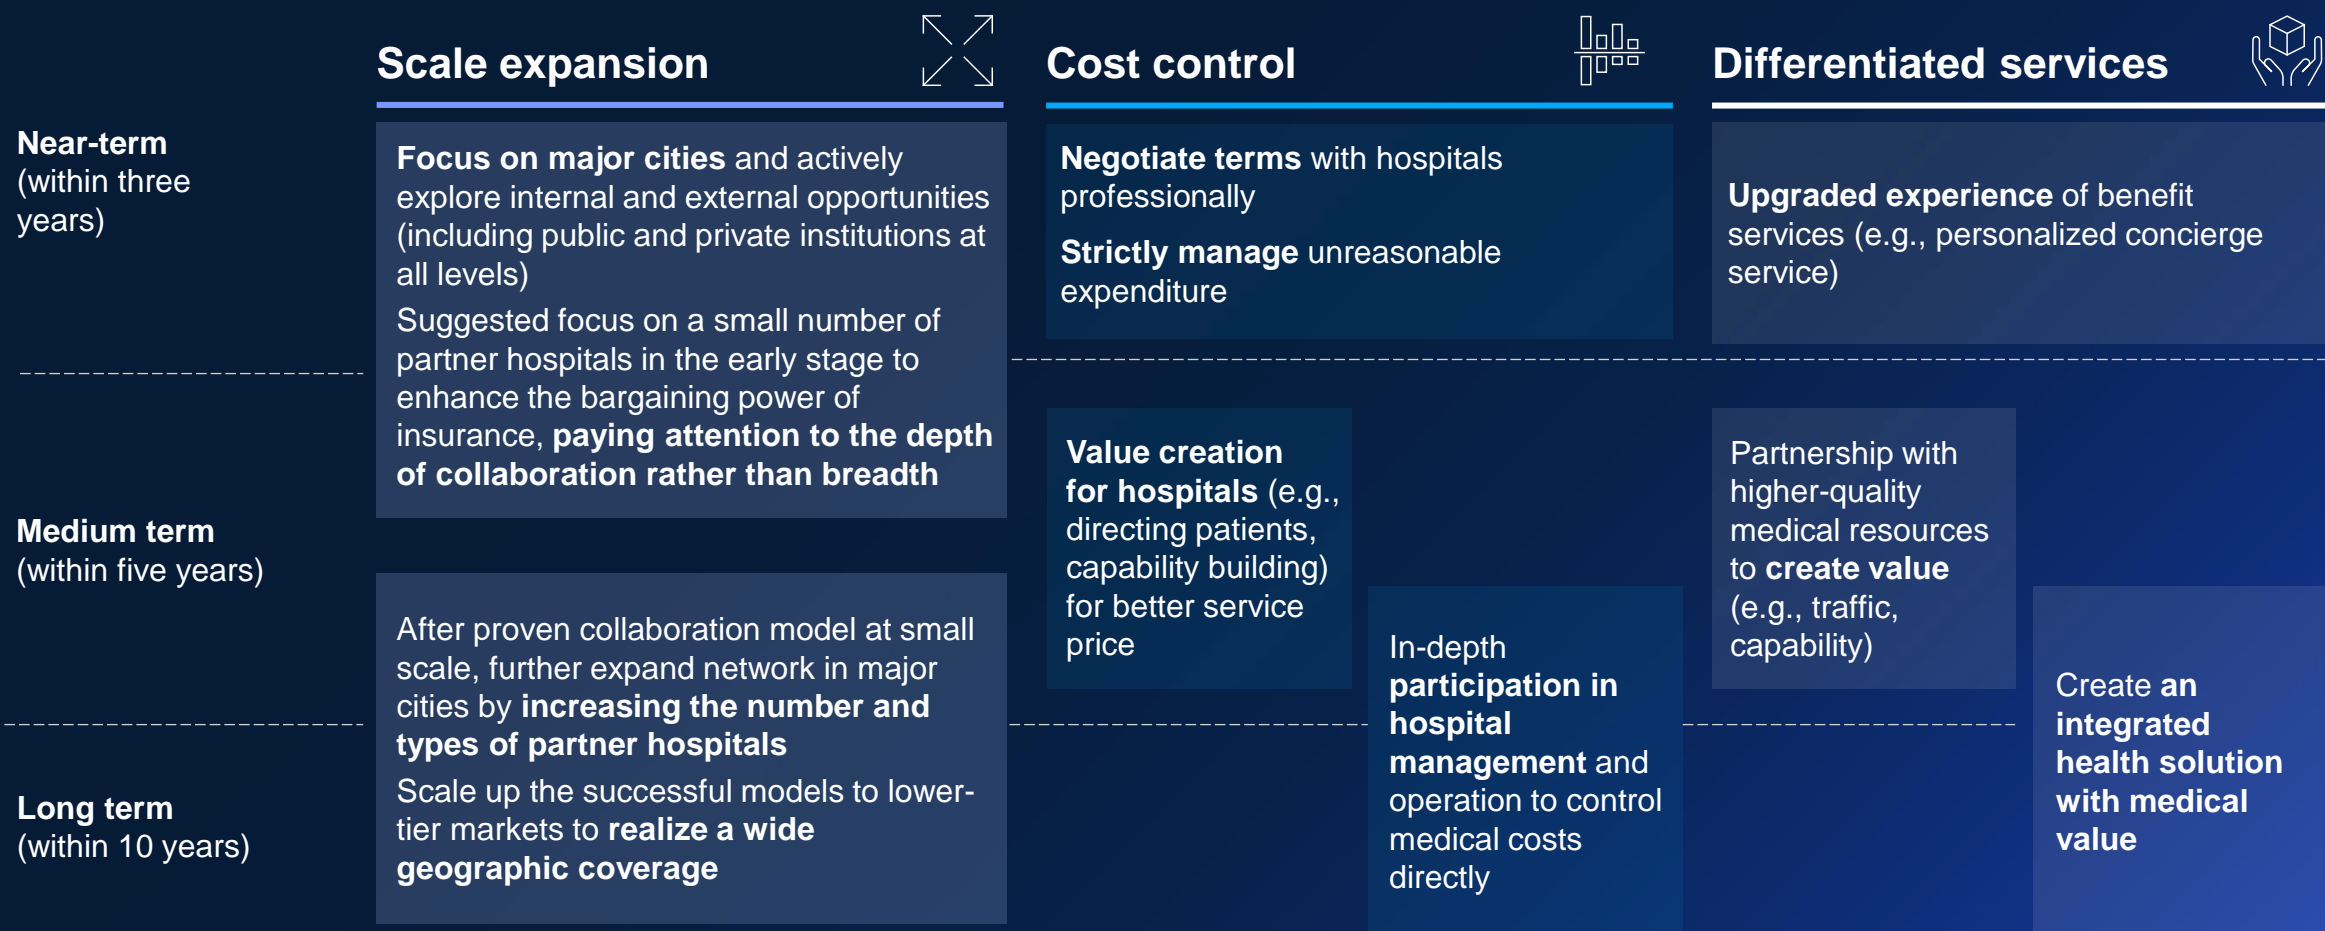 Scale expansion
Cost control
Differentiated services
Near-term
(within three
years)
Focus on major cities and actively
explore internal and external opportunities
(including public and private institutions at
all levels)
Suggested focus on a small number of
partner hospitals in the early stage to
enhance the bargaining power of
insurance, paying attention to the depth
of collaboration rather than breadth
Negotiate terms with hospitals
professionally
Strictly manage unreasonable
expenditure
Upgraded experience of benefit
services (e.g., personalized concierge
service)
Medium term
(within five years)
After proven collaboration model at small
scale, further expand network in major
cities by increasing the number and
types of partner hospitals
Scale up the successful models to lower-
tier markets to realize a wide
geographic coverage
Value creation
for hospitals (e.g.,
directing patients,
capability building)
for better service
price
In-depth
participation in
hospital
management and
operation to control
medical costs
directly
Partnership with
higher-quality
medical resources
to create value
(e.g., traffic,
capability)
Create an
integrated
health solution
with medical
value
Long term
(within 10 years)